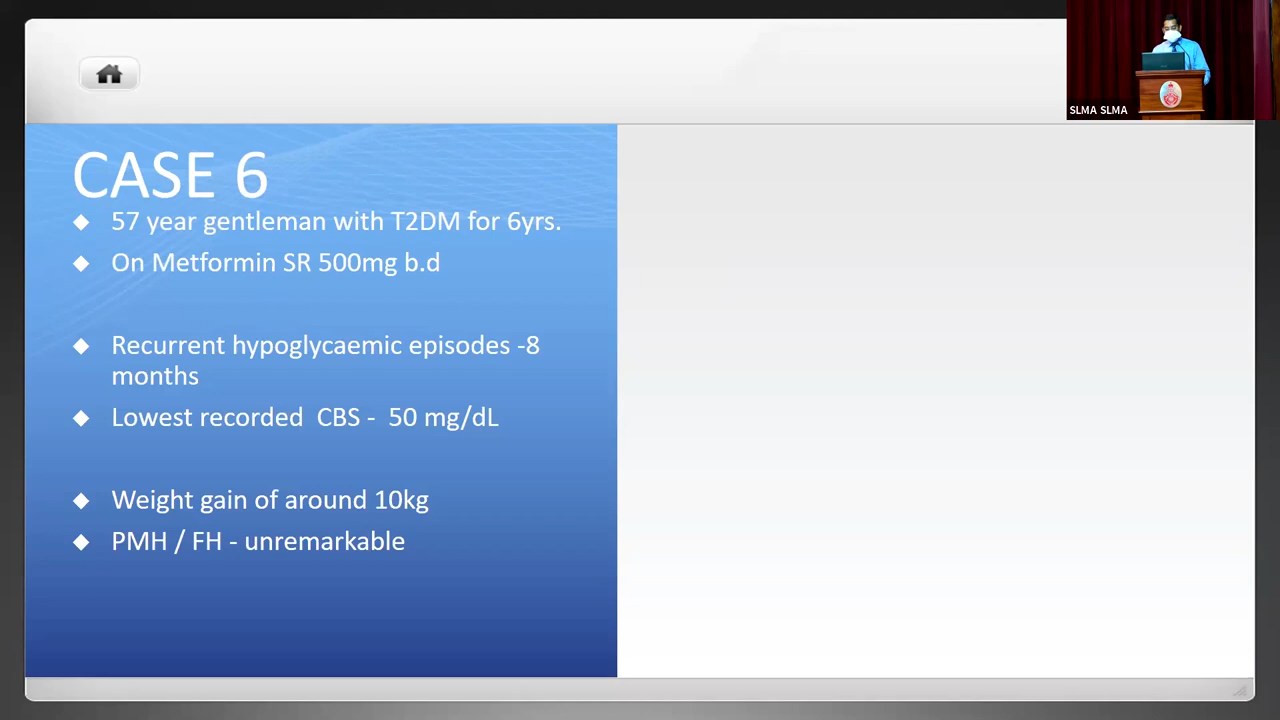 SLMA SLMA
CASE 6
57 year gentleman with T2DM for 6yrs.
On Metformin SR 500mg b.d
Recurrent hypoglycaemic episodes -8
months
Lowest recorded  CBS -  50 mg/dL
Weight gain of around 10kg
PMH / FH - unremarkable